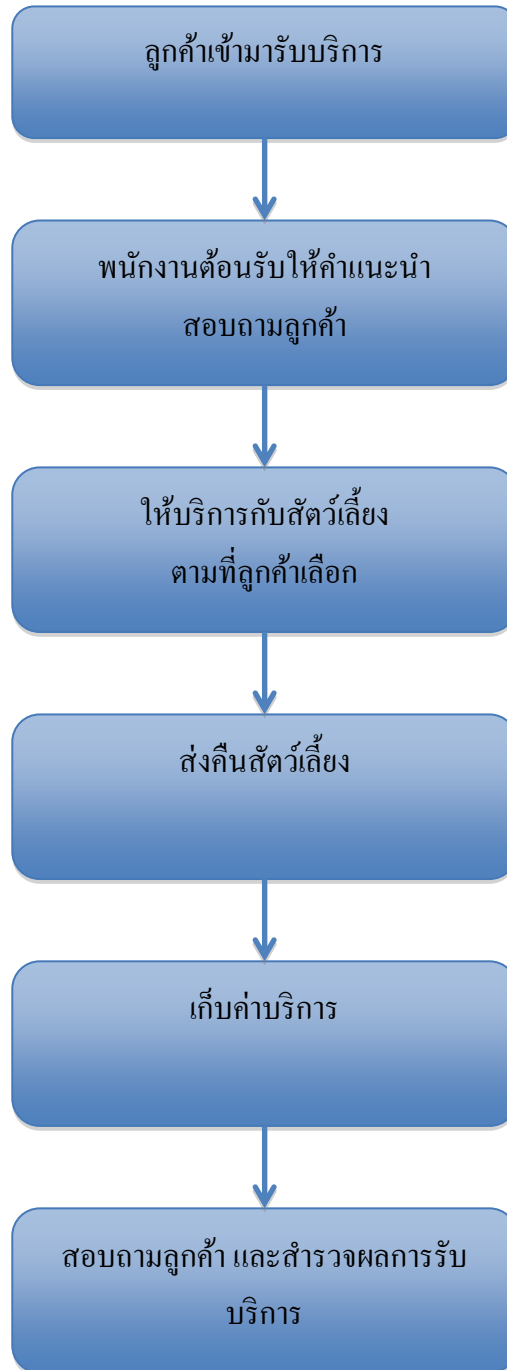 ลูกค้าเข้ามารับบริการ
พนักงานต้อนรับให้คำแนะนำ
สอบถามลูกค้า
ให้บริการกับสัตว์เลี้ยง
ตามที่ลูกค้าเลือก
ส่งคืนสัตว์เลี้ยง
เก็บค่าบริการ
สอบถามลูกค้า และสำรวจผลการรับ
บริการ